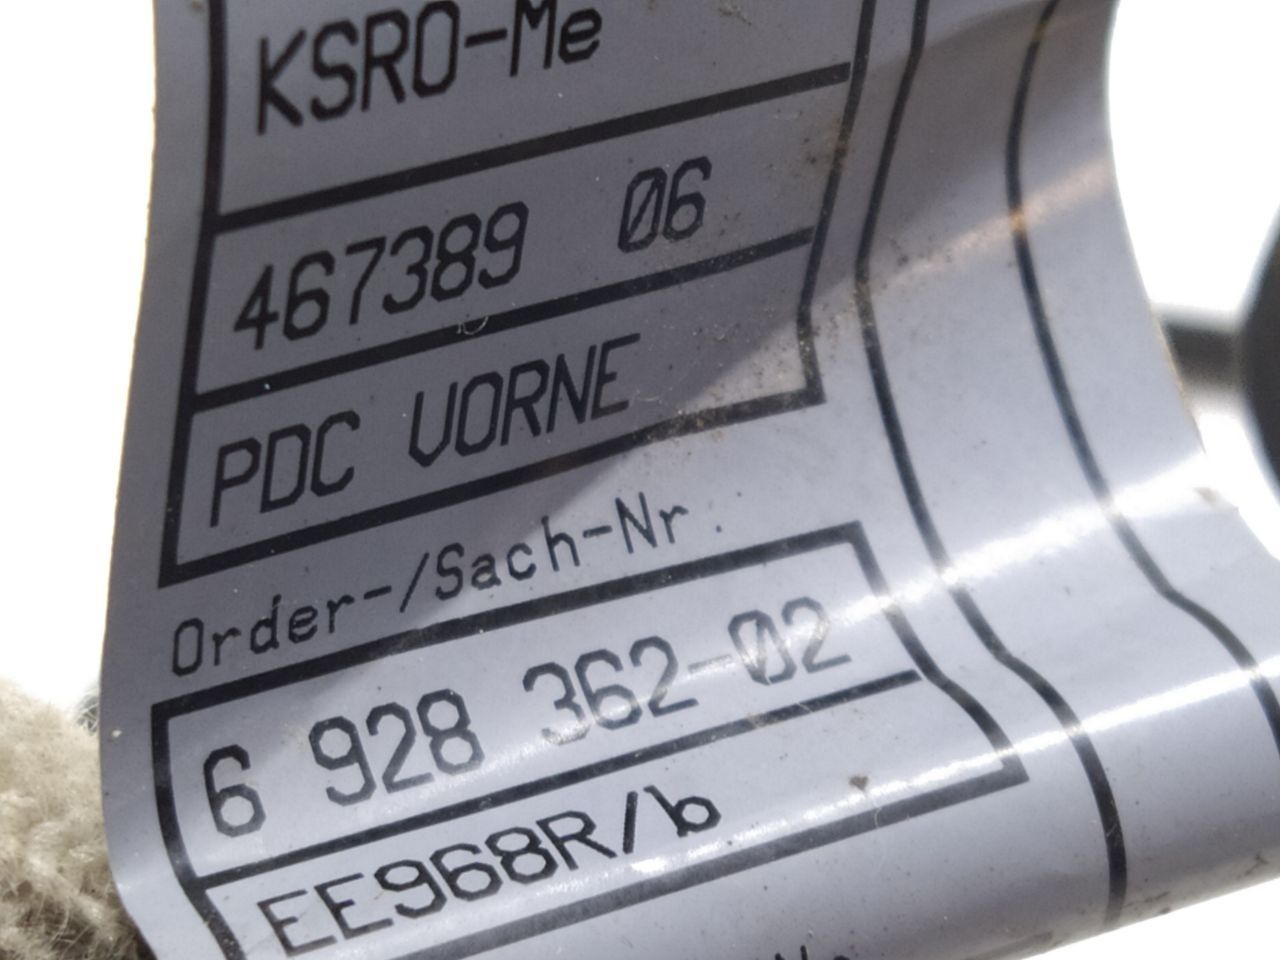 KSRO-Me
467389 06
PDC VORNE
Order-/Sach-Nr.
6 928 362-02
EE968R/b